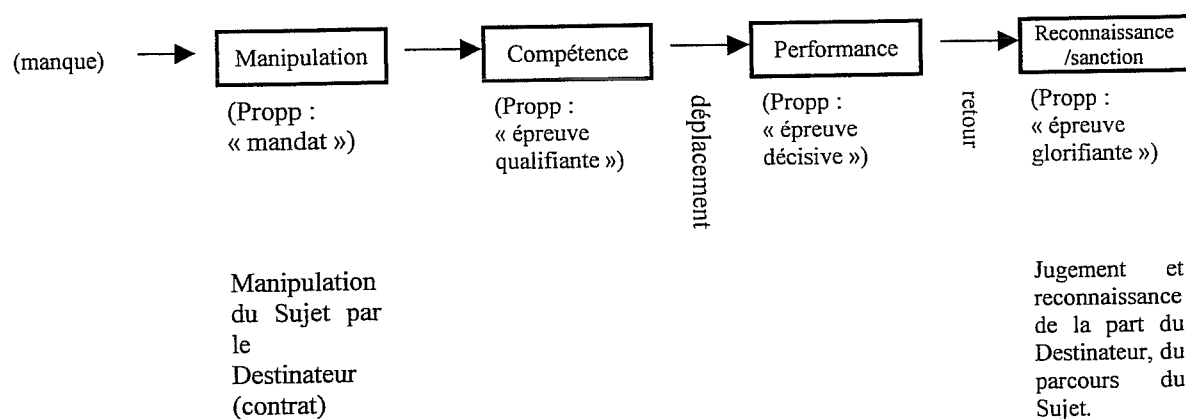 (manque)
Manipulation
(Propp :
« mandat »)
Manipulation
du Sujet par
le
Destinateur
(contrat)
Compétence
(Propp :
« épreuve
qualifiante »)
déplacement
Performance
(Propp :
« épreuve
décisive »)
retour
Reconnaissance
/sanction
(Propp :
« épreuve
glorifiante »)
Jugement et
reconnaissance
de la part du
Destinateur, du
parcours du
Sujet.